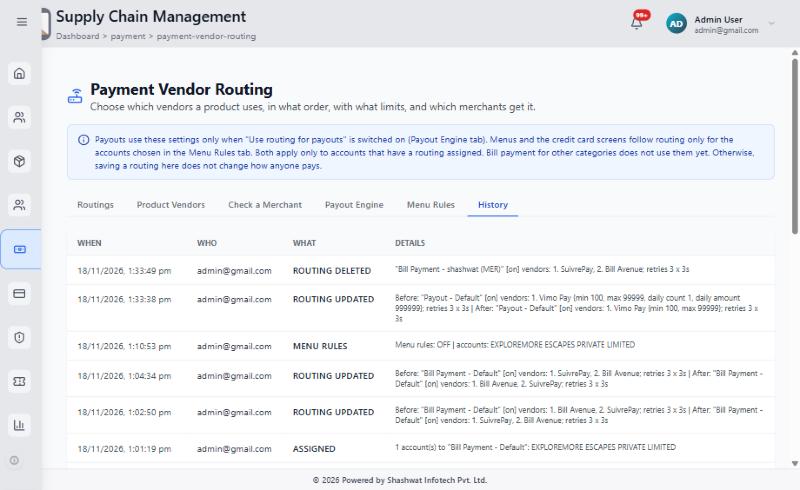 Supply Chain Management
Dashboard > payment > payment-vendor-routing
99+
AD
Admin User
admin@gmail.com
Payment Vendor Routing
Choose which vendors a product uses, in what order, with what limits, and which merchants get it.
Payouts use these settings only when "Use routing for payouts" is switched on (Payout Engine tab). Menus and the credit card screens follow routing only for the
accounts chosen in the Menu Rules tab. Both apply only to accounts that have a routing assigned. Bill payment for other categories does not use them yet. Otherwise,
saving a routing here does not change how anyone pays.
Routings Product Vendors Check a Merchant Payout Engine Menu Rules History
WHEN WHO WHAT DETAILS
18/11/2026, 1:33:49 pm admin@gmail.com ROUTING DELETED "Bill Payment - shashwat (MER)" [on] vendors: 1. SuivrePay, 2. Bill Avenue; retries 3 x 3s
18/11/2026, 1:33:38 pm admin@gmail.com ROUTING UPDATED Before: "Payout - Default" [on] vendors: 1. Vimo Pay (min 100, max 99999, daily count 1, daily amount
999999); retries 3 x 3s | After: "Payout - Default" [on] vendors: 1. Vimo Pay (min 100, max 99999); retries 3 x
3s
18/11/2026, 1:10:53 pm admin@gmail.com MENU RULES Menu rules: OFF | accounts: EXPLOREMORE ESCAPES PRIVATE LIMITED
18/11/2026, 1:04:34 pm admin@gmail.com ROUTING UPDATED Before: "Bill Payment - Default" [on] vendors: 1. SuivrePay, 2. Bill Avenue; retries 3 x 3s | After: "Bill Payment -
Default" [on] vendors: 1. Bill Avenue, 2. SuivrePay; retries 3 x 3s
18/11/2026, 1:02:50 pm admin@gmail.com ROUTING UPDATED Before: "Bill Payment - Default" [on] vendors: 1. Bill Avenue, 2. SuivrePay; retries 3 x 3s | After: "Bill Payment -
Default" [on] vendors: 1. SuivrePay, 2. Bill Avenue; retries 3 x 3s
18/11/2026, 1:01:19 pm admin@gmail.com ASSIGNED 1 account(s) to "Bill Payment - Default": EXPLOREMORE ESCAPES PRIVATE LIMITED
© 2026 Powered by Shashwat Infotech Pvt. Ltd.